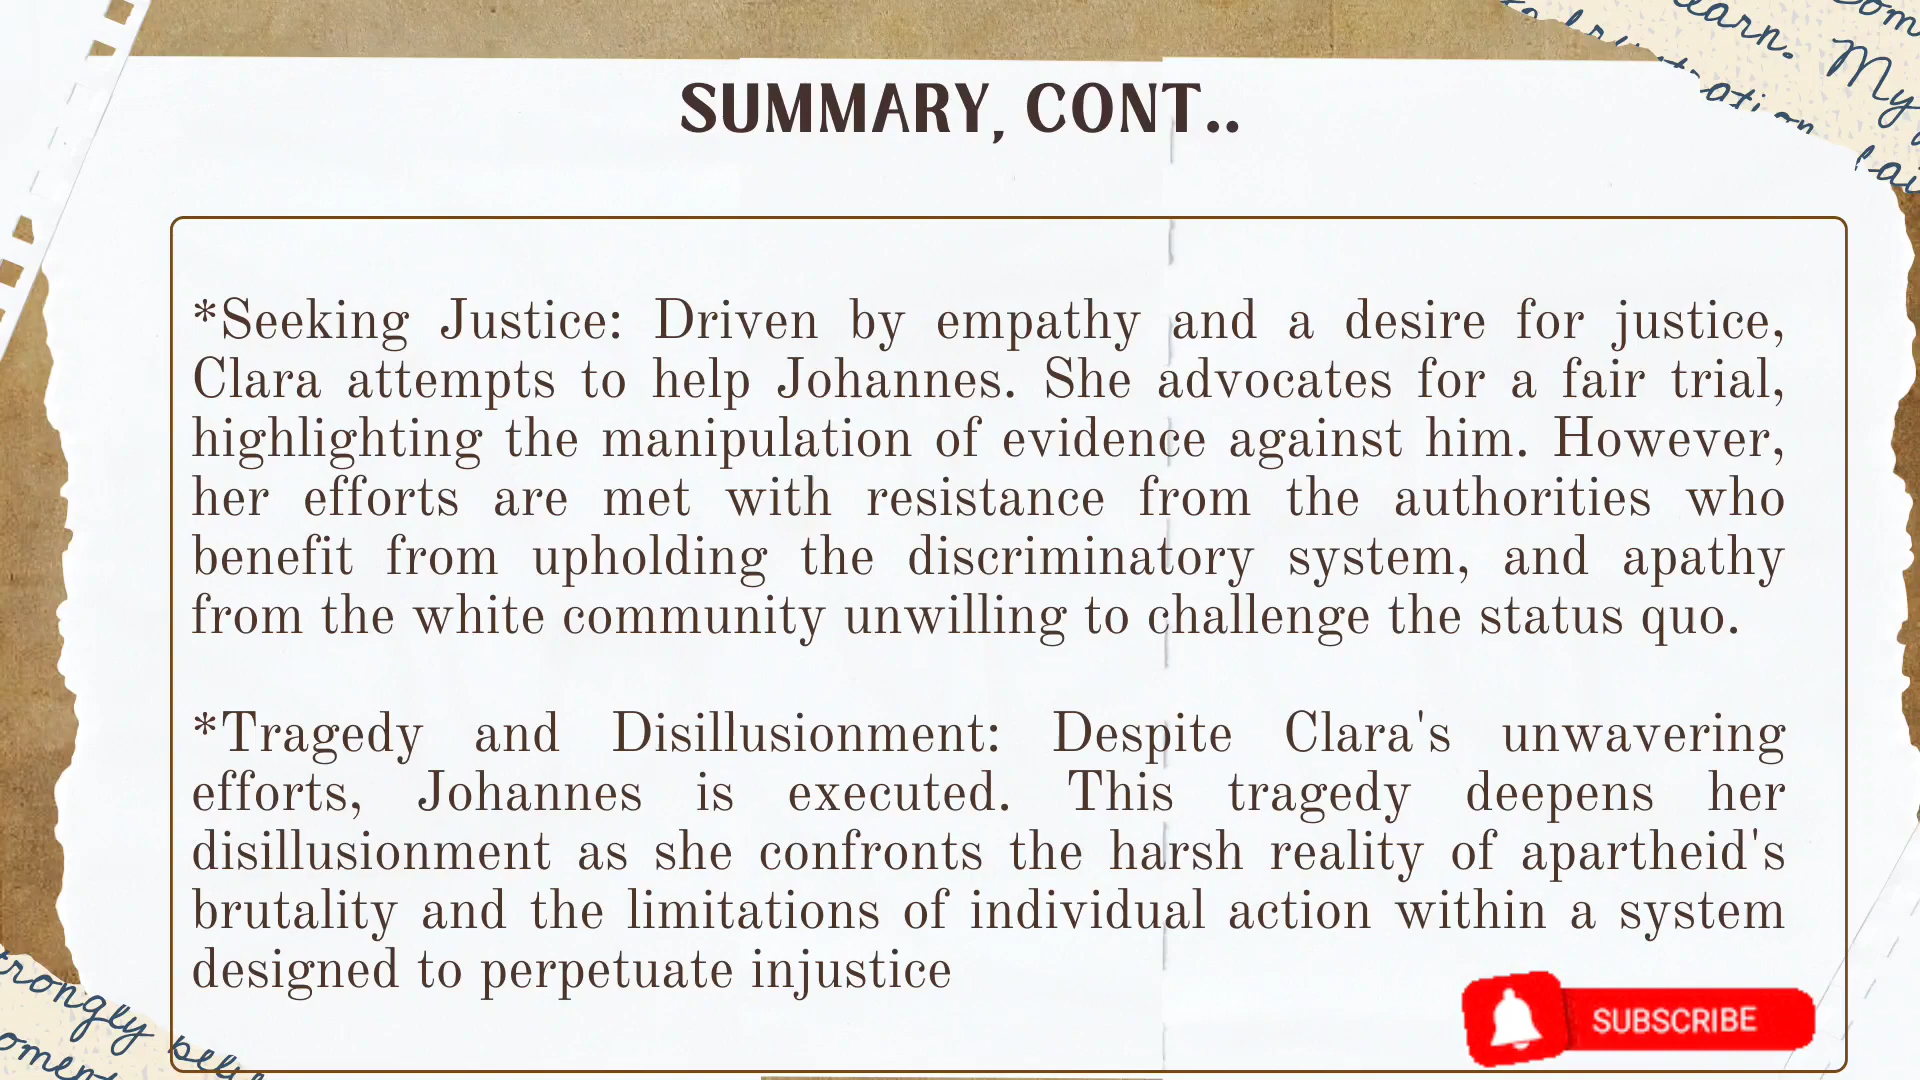 SUMMARY, CONT..
*Seeking Justice: Driven by empathy and a desire for justice,
Clara attempts to help Johannes. She advocates for a fair trial,
highlighting the manipulation of evidence against him. However,
her efforts are met with resistance from the authorities who
benefit from upholding the discriminatory system, and apathy
from the white community unwilling to challenge the status quo.
*Tragedy and Disillusionment: Despite Clara's unwavering
efforts, Johannes is executed. This tragedy deepens her
disillusionment as she confronts the harsh reality of apartheid's
brutality and the limitations of individual action within a system
designed to perpetuate injustice
SUBSCRIBE
My